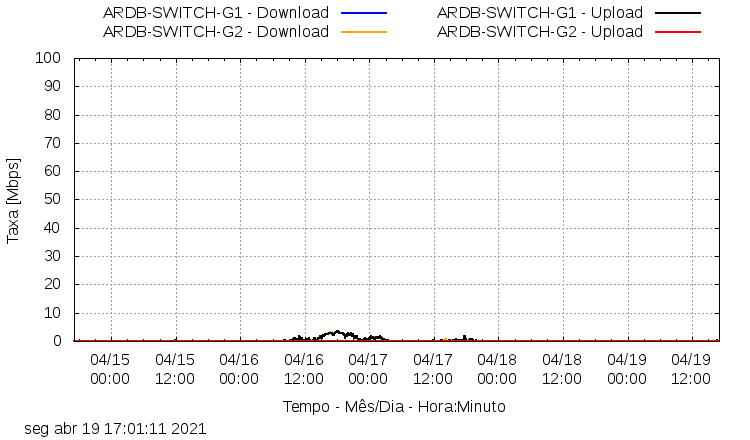 ARDB-SWITCH-G1 - Download ARDB-SWITCH-G1 - Upload
ARDB-SWITCH-G2 - Download ARDB-SWITCH-G2 - Upload
100
90
80
70
60
50
40
30
20
10
0
Taxa [Mbps]
04/15 04/15 04/16 04/16 04/17 04/17 04/18 04/18 04/19 04/19
00:00 12:00 00:00 12:00 00:00 12:00 00:00 12:00 00:00 12:00
Tempo - Mês/Dia - Hora:Minuto
seg abr 19 17:01:11 2021